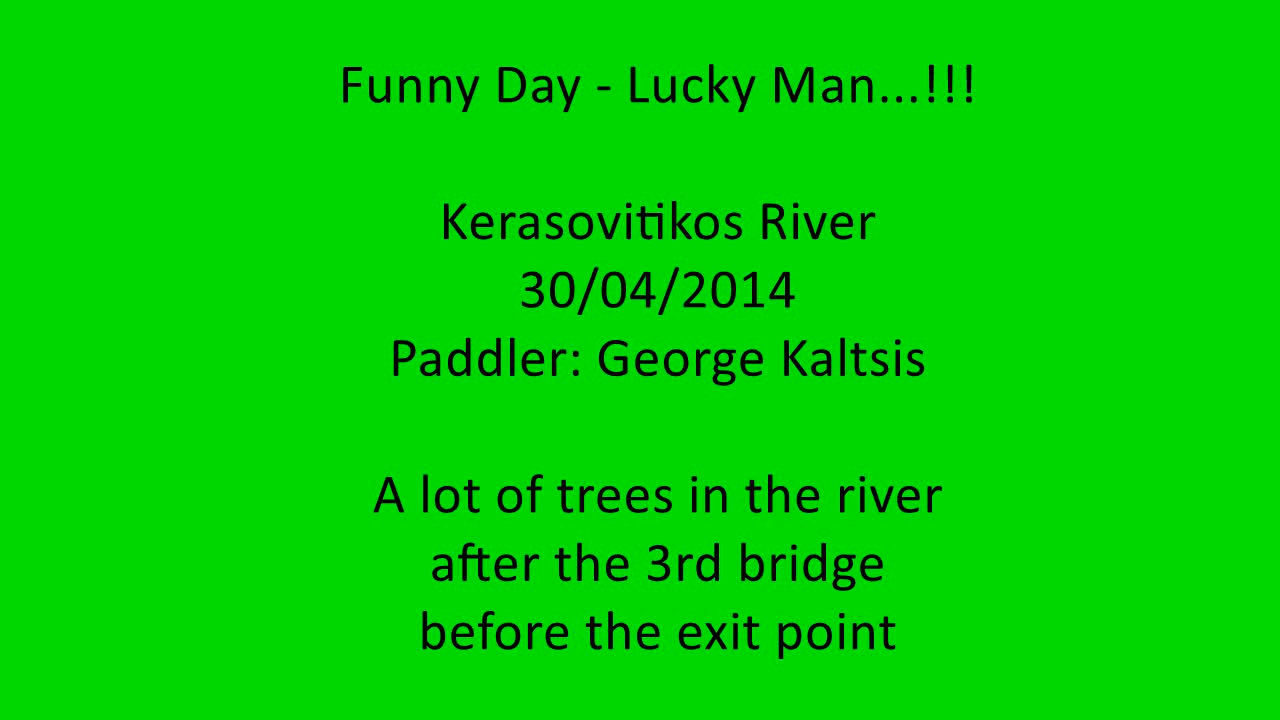 Funny Day - Lucky Man...!!!
Kerasovitikos River
30/04/2014
Paddler: George Kaltsis
A lot of trees in the river
after the 3rd bridge
before the exit point